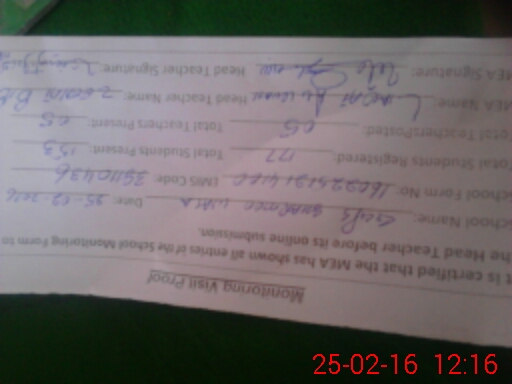 Monitoring Visit Proof
It is certified that the MEA has shown all entries of the School Monitoring Form to
the Head Teacher before its online submission.
School Name: Date: 25-02-2016
School Form No: EMIS Code: 35110436
Total Students Registered: 177 Total Students Present: 153
Total Teachers Posted: 05 Total Teachers Present: 05
MEA Name: Head Teacher Name:
MEA Signature: Head Teacher Signature:
25-02-16 12:16